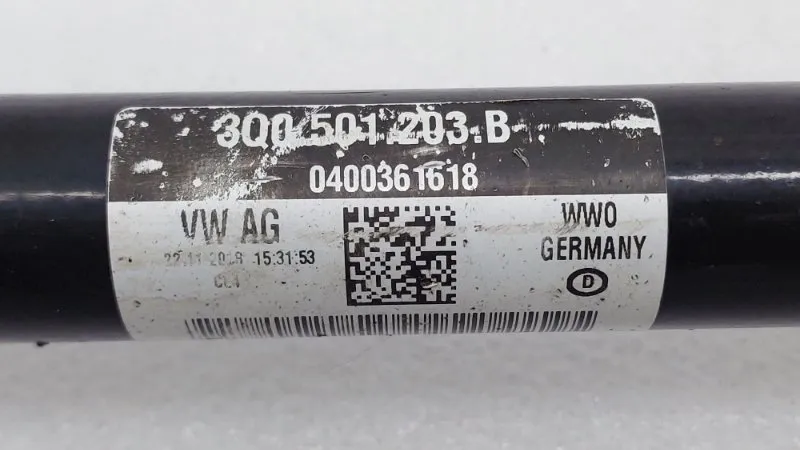 3Q0.501.203.B
0400361618
VW AG
15:31:53
WWO
GERMANY
D